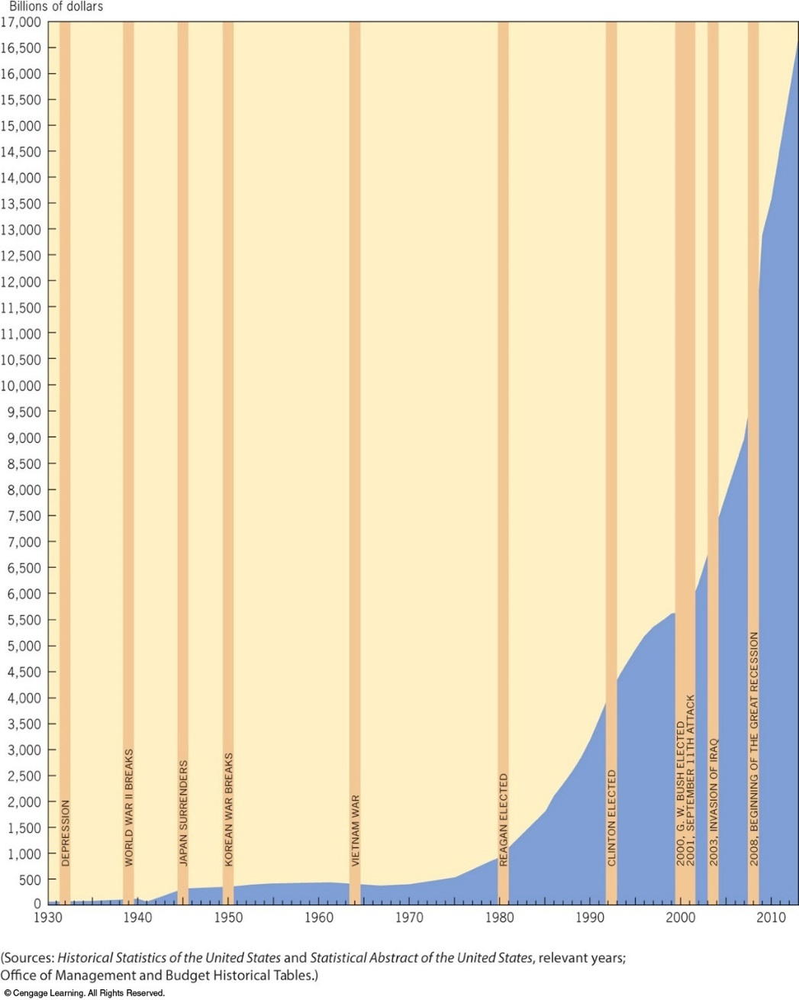 Billions of dollars
17,000
16,500
16,000
15,500
15,000
14,500
14,000
13,500
13,000
12,500
12,000
11,500
11,000
10,500
10,000
9,500
9,000
8,500
8,000
7,500
7,000
6,500
6,000
5,500
5,000
4,500
4,000
3,500
3,000
2,500
2,000
1,500
1,000
500
0
DEPRESSION
WORLD WAR II BREAKS
JAPAN SURRENDERS
KOREAN WAR BREAKS
VIETNAM WAR
REAGAN ELECTED
CLINTON ELECTED
2000, G. W. BUSH ELECTED
2001, SEPTEMBER 11TH ATTACK
2003, INVASION OF IRAQ
2008, BEGINNING OF THE GREAT RECESSION
1930 1940 1950 1960 1970 1980 1990 2000 2010
(Sources: Historical Statistics of the United States and Statistical Abstract of the United States, relevant years;
Office of Management and Budget Historical Tables.)
© Cengage Learning. All Rights Reserved.